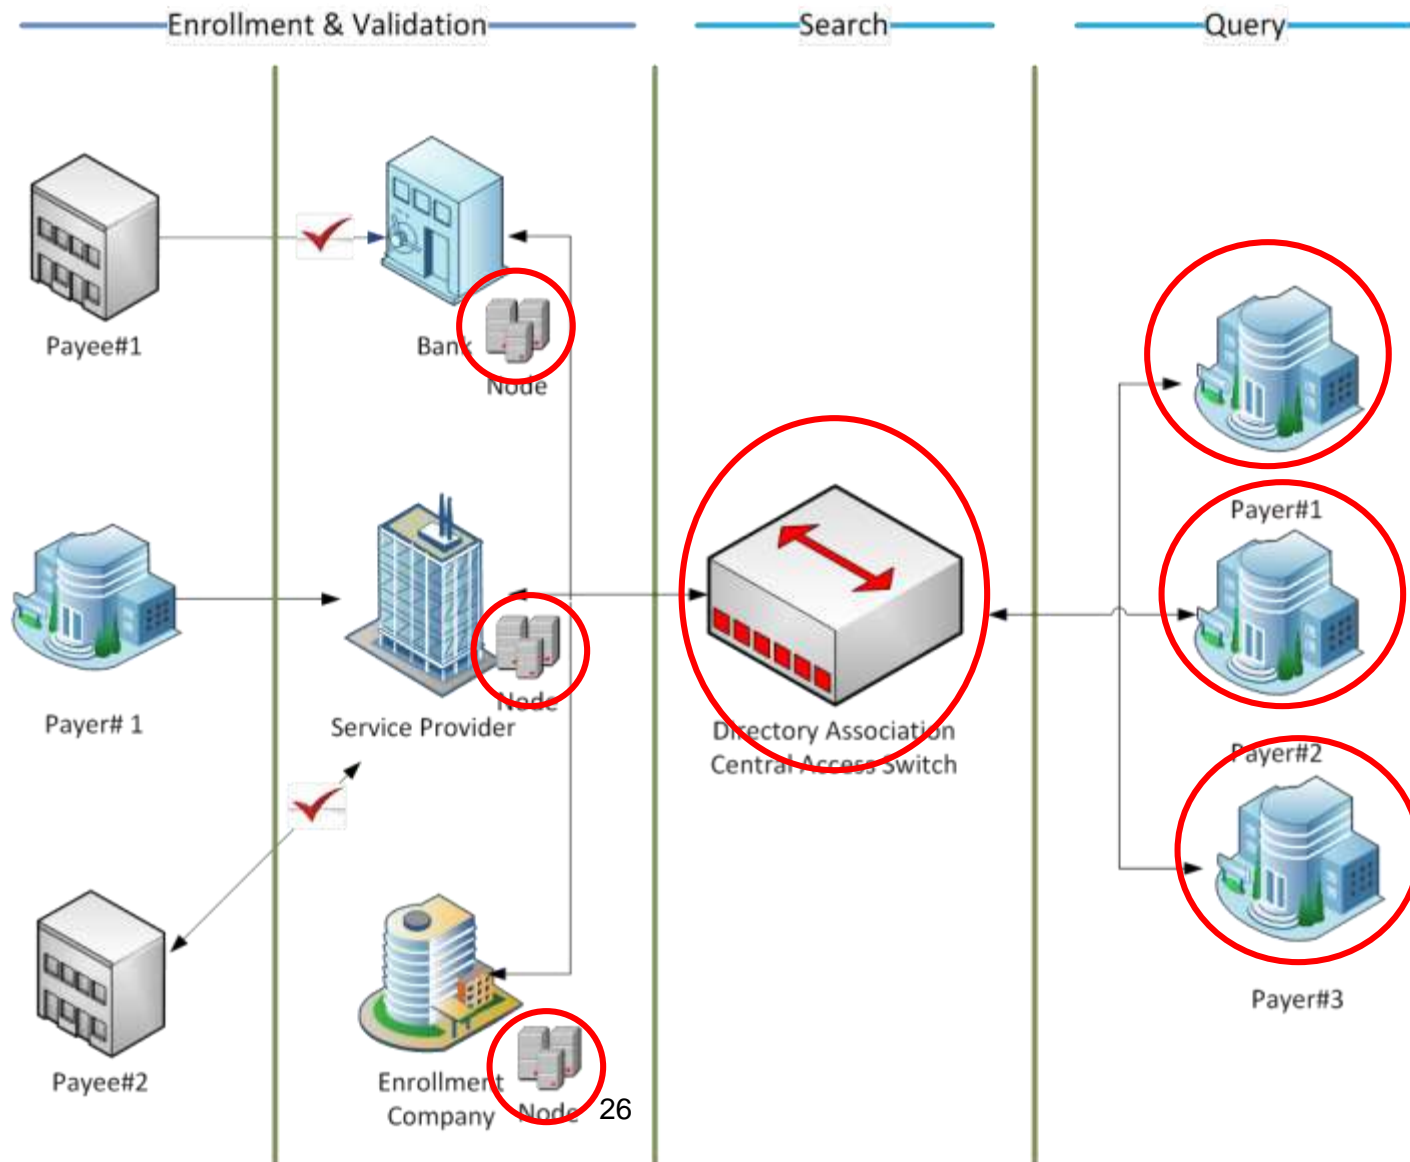 Enrollment & Validation
Search
Query
Payee#1
Bank
Node
Payer# 1
Service Provider
Node
Payee#2
Enrollment
Company
Node
26
Directory Association
Central Access Switch
Payer#1
Payer#2
Payer#3